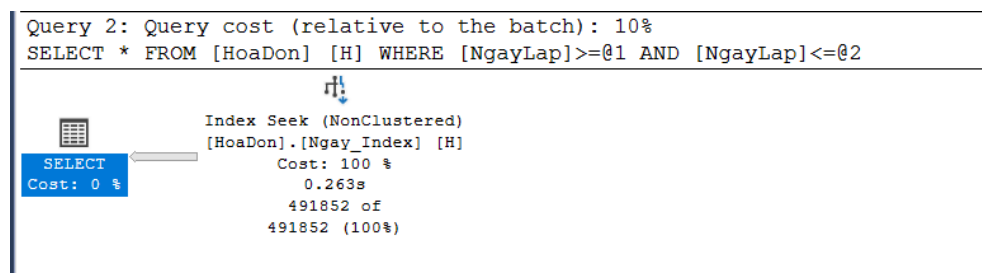 Query 2: Query cost (relative to the batch): 10%
SELECT * FROM [HoaDon] [H] WHERE [NgayLap]>=@1 AND [NgayLap]<=@2
Index Seek (NonClustered)
[HoaDon].[Ngay_Index] [H]
Cost: 100 %
0.263s
491852 of
491852 (100%)
SELECT
Cost: 0 %